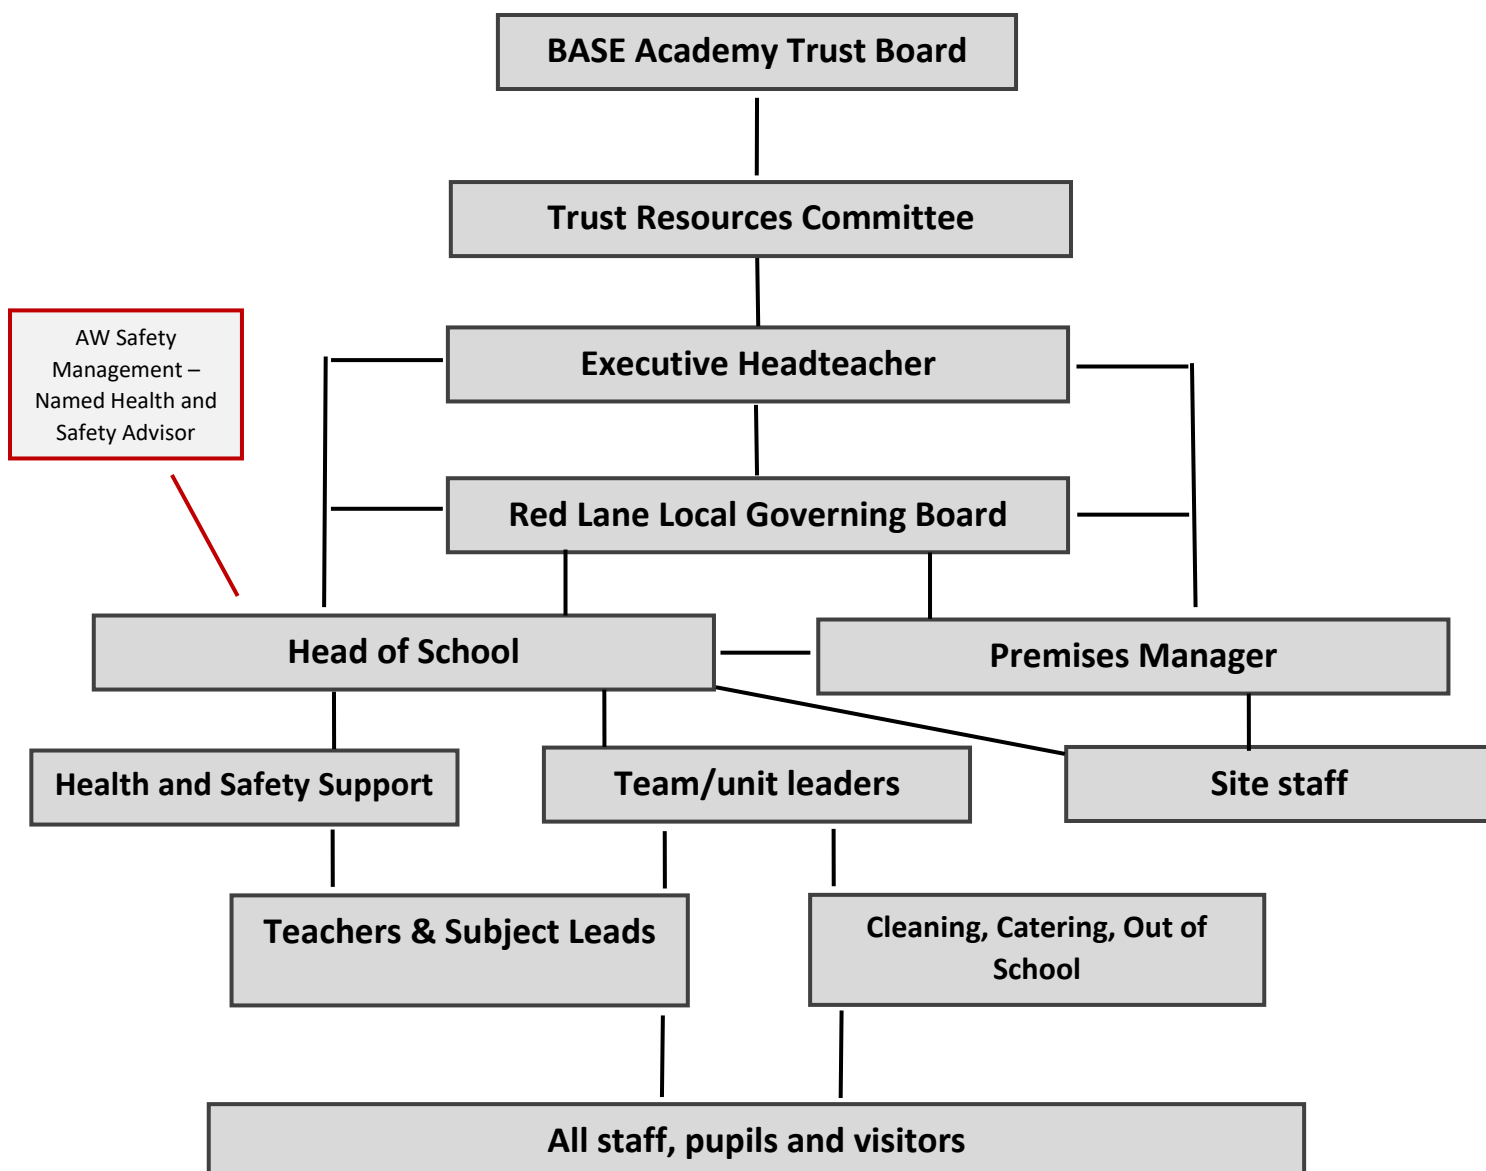 BASE Academy Trust Board
Trust Resources Committee
AW Safety
Management –
Named Health and
Safety Advisor
Executive Headteacher
Red Lane Local Governing Board
Head of School
Premises Manager
Health and Safety Support
Team/unit leaders
Site staff
Teachers & Subject Leads
Cleaning, Catering, Out of
School
All staff, pupils and visitors